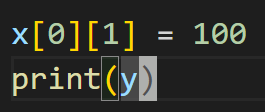 x[0][1] = 100
print(y)